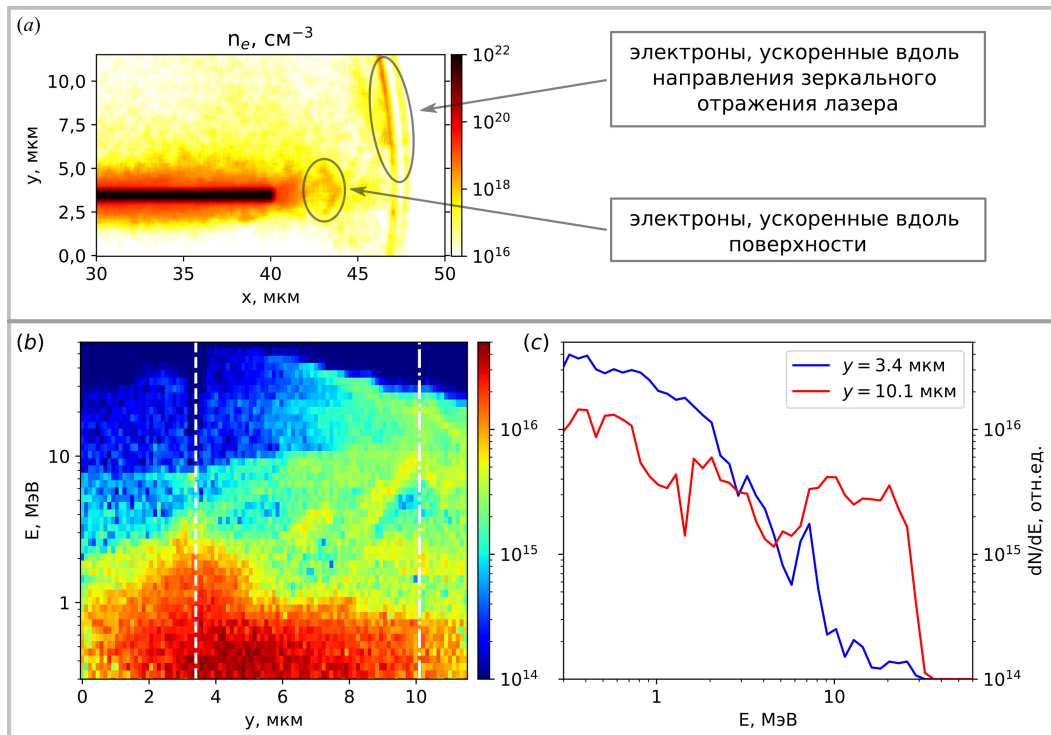 (a)
n_e, см⁻³
10,0
7,5
5,0
2,5
0,0
y, мкм
30 35 40 45 50
x, мкм
10²²
10²⁰
10¹⁸
10¹⁶
электроны, ускоренные вдоль
направления зеркального
отражения лазера
электроны, ускоренные вдоль
поверхности
(b)
10
1
E, МэВ
0 2 4 6 8 10
y, мкм
10¹⁶
10¹⁵
10¹⁴
(c)
y = 3.4 мкм
y = 10.1 мкм
10¹⁶
10¹⁵
10¹⁴
dN/dE, отн.ед.
1 10
E, МэВ